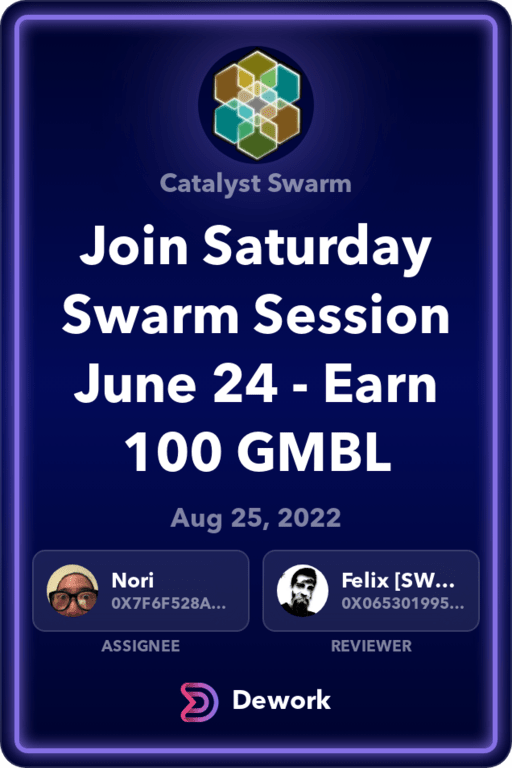 Catalyst Swarm
Join Saturday
Swarm Session
June 24 - Earn
100 GMBL
Aug 25, 2022
Nori
0X7F6F528A...
ASSIGNEE
Felix [SW...
0X065301995...
REVIEWER
Dework